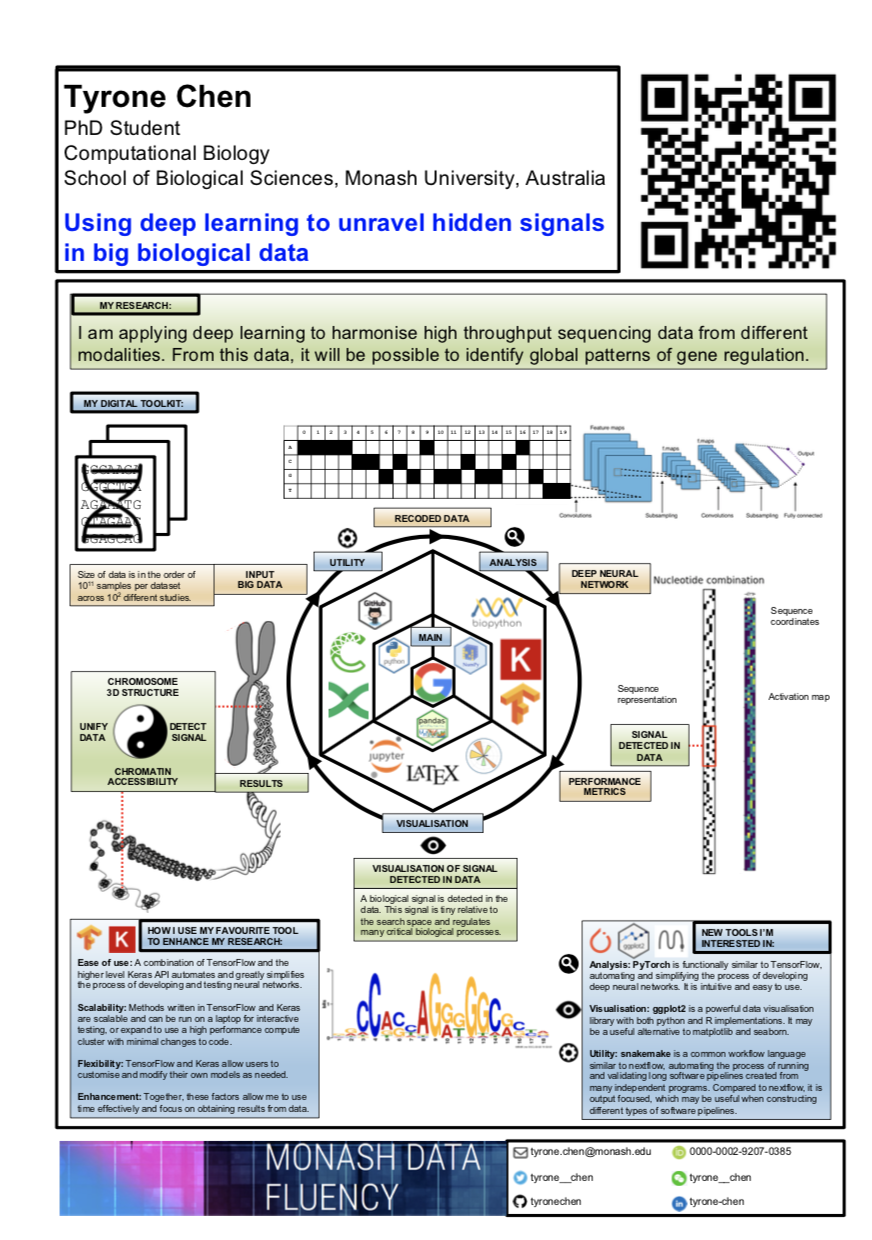 Tyrone Chen
PhD Student
Computational Biology
School of Biological Sciences, Monash University, Australia
Using deep learning to unravel hidden signals
in big biological data
MY RESEARCH:
I am applying deep learning to harmonise high throughput sequencing data from different
modalities. From this data, it will be possible to identify global patterns of gene regulation.
MY DIGITAL TOOLKIT:
0 1 2 3 4 5 6 7 8 9 10 11 12 13 14 15 16 17 18 19
A
C
G
T
Feature maps
f.maps
f.maps
Output
Convolutions
Subsampling
Convolutions
Subsampling
Fully connected
RECODED DATA
UTILITY
ANALYSIS
INPUT
BIG DATA
Size of data is in the order of
10¹¹ samples per dataset
across 10² different studies.
DEEP NEURAL
NETWORK
Nucleotide combination
Sequence
coordinates
Sequence
representation
Activation map
SIGNAL
DETECTED IN
DATA
GitHub
biopython
MAIN
python
K
G
pandas
jupyter
LATEX
CHROMOSOME
3D STRUCTURE
UNIFY
DATA
DETECT
SIGNAL
CHROMATIN
ACCESSIBILITY
RESULTS
PERFORMANCE
METRICS
VISUALISATION
VISUALISATION OF SIGNAL
DETECTED IN DATA
A biological signal is detected in the
data. This signal is tiny relative to
the search space and regulates
many critical biological processes.
K
HOW I USE MY FAVOURITE TOOL
TO ENHANCE MY RESEARCH:
Ease of use: A combination of TensorFlow and the
higher level Keras API automates and greatly simplifies
the process of developing and testing neural networks.
Scalability: Methods written in TensorFlow and Keras
are scalable and can be run on a laptop for interactive
testing, or expand to use a high performance compute
cluster with minimal changes to code.
Flexibility: TensorFlow and Keras allow users to
customise and modify their own models as needed.
Enhancement: Together, these factors allow me to use
time effectively and focus on obtaining results from data.
ggplot2
NEW TOOLS I'M
INTERESTED IN:
Analysis: PyTorch is functionally similar to TensorFlow,
automating and simplifying the process of developing
deep neural networks. It is intuitive and easy to use.
Visualisation: ggplot2 is a powerful data visualisation
library with both python and R implementations. It may
be a useful alternative to matplotlib and seaborn.
Utility: snakemake is a common workflow language
similar to nextflow, automating the process of running
and validating long software pipelines created from
many independent programs. Compared to nextflow, it is
output focused, which may be useful when constructing
different types of software pipelines.
MONASH DATA
FLUENCY
tyrone.chen@monash.edu
0000-0002-9207-0385
tyrone__chen
tyrone__chen
tyronechen
tyrone-chen